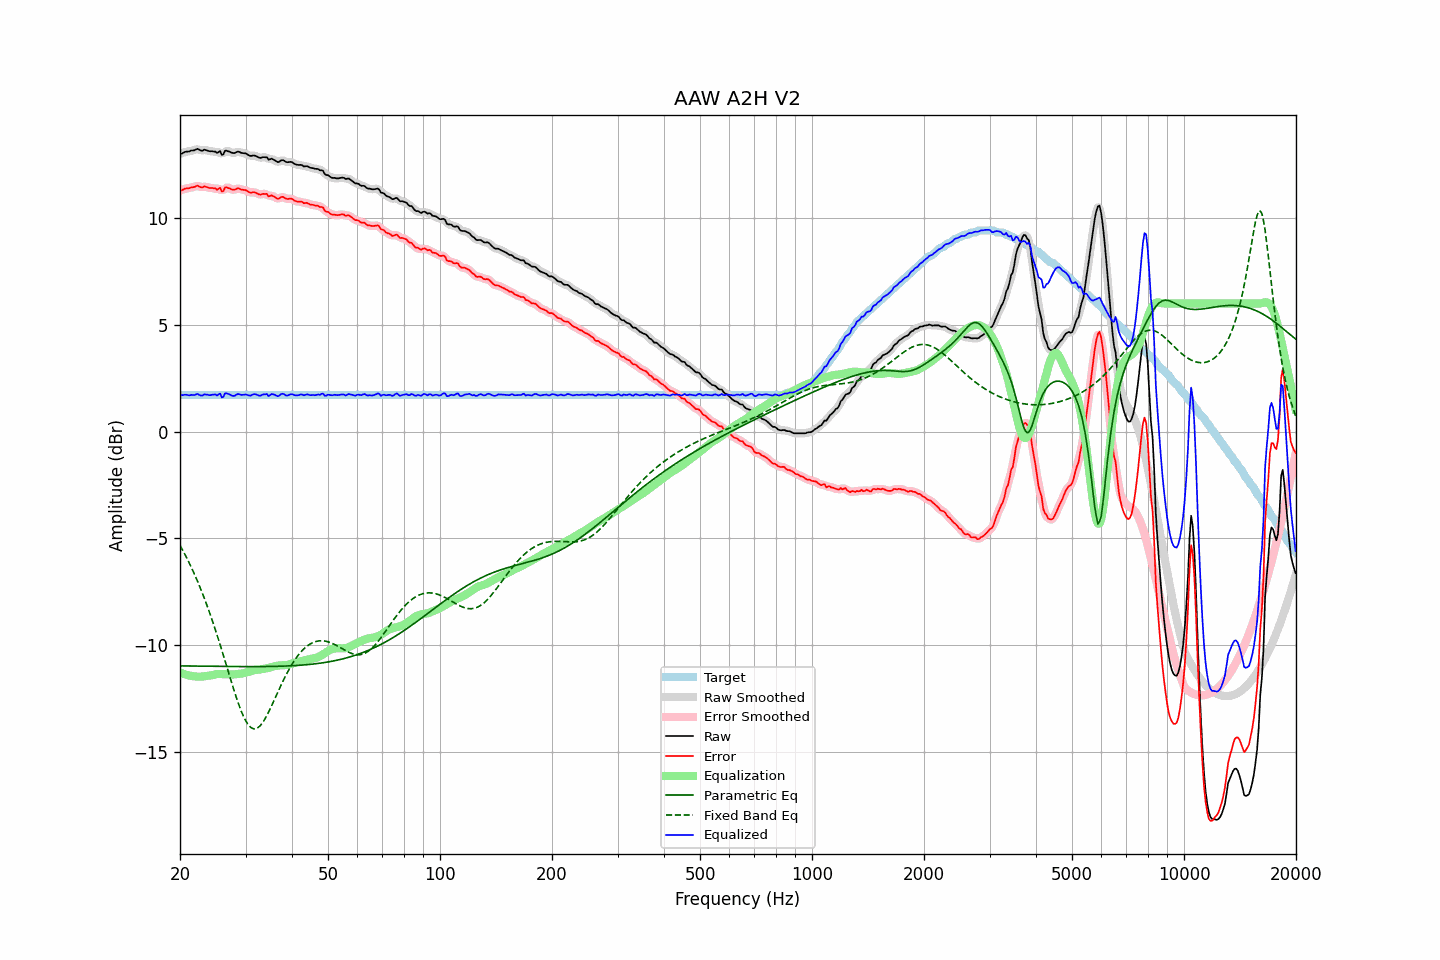 AAW A2H V2
Amplitude (dBr)
10
5
0
−5
−10
−15
Target
Raw Smoothed
Error Smoothed
Raw
Error
Equalization
Parametric Eq
Fixed Band Eq
Equalized
20
50
100
200
500
1000
2000
5000
10000
20000
Frequency (Hz)